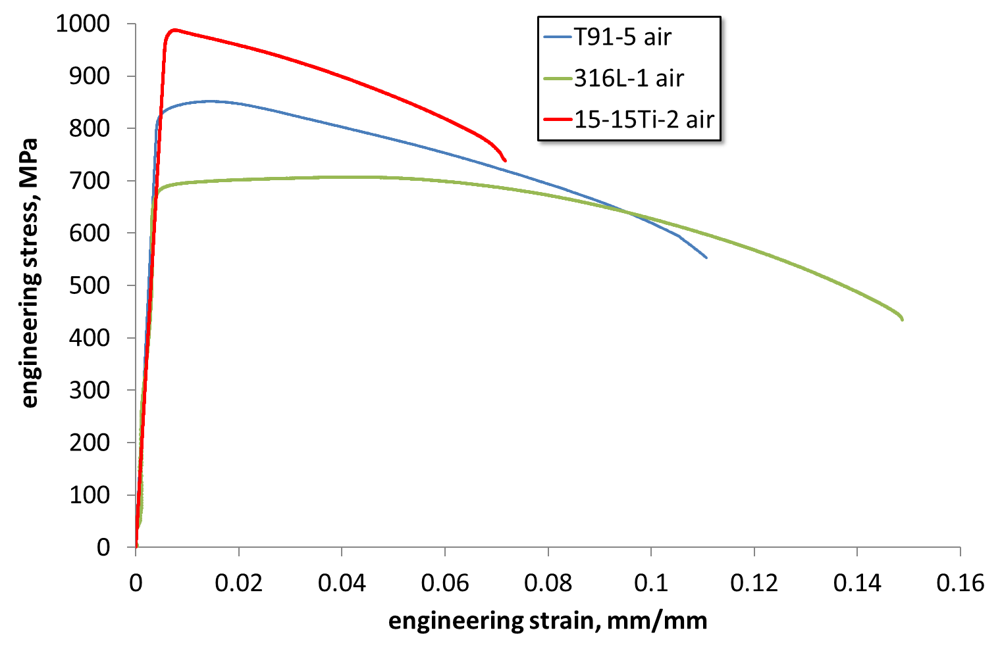 T91-5 air
316L-1 air
15-15Ti-2 air
engineering stress, MPa
1000
900
800
700
600
500
400
300
200
100
0
0 0.02 0.04 0.06 0.08 0.1 0.12 0.14 0.16
engineering strain, mm/mm